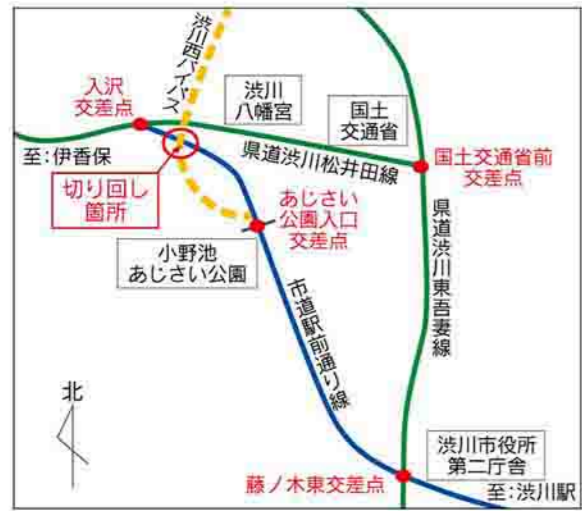 渋川西バイパス
入沢
交差点
渋川
八幡宮
国土
交通省
至:伊香保
県道渋川松井田線
国土交通省前
交差点
切り回し
箇所
あじさい
公園入口
交差点
小野池
あじさい公園
県道渋川東吾妻線
市道駅前通り線
北
渋川市役所
第二庁舎
藤ノ木東交差点
至:渋川駅